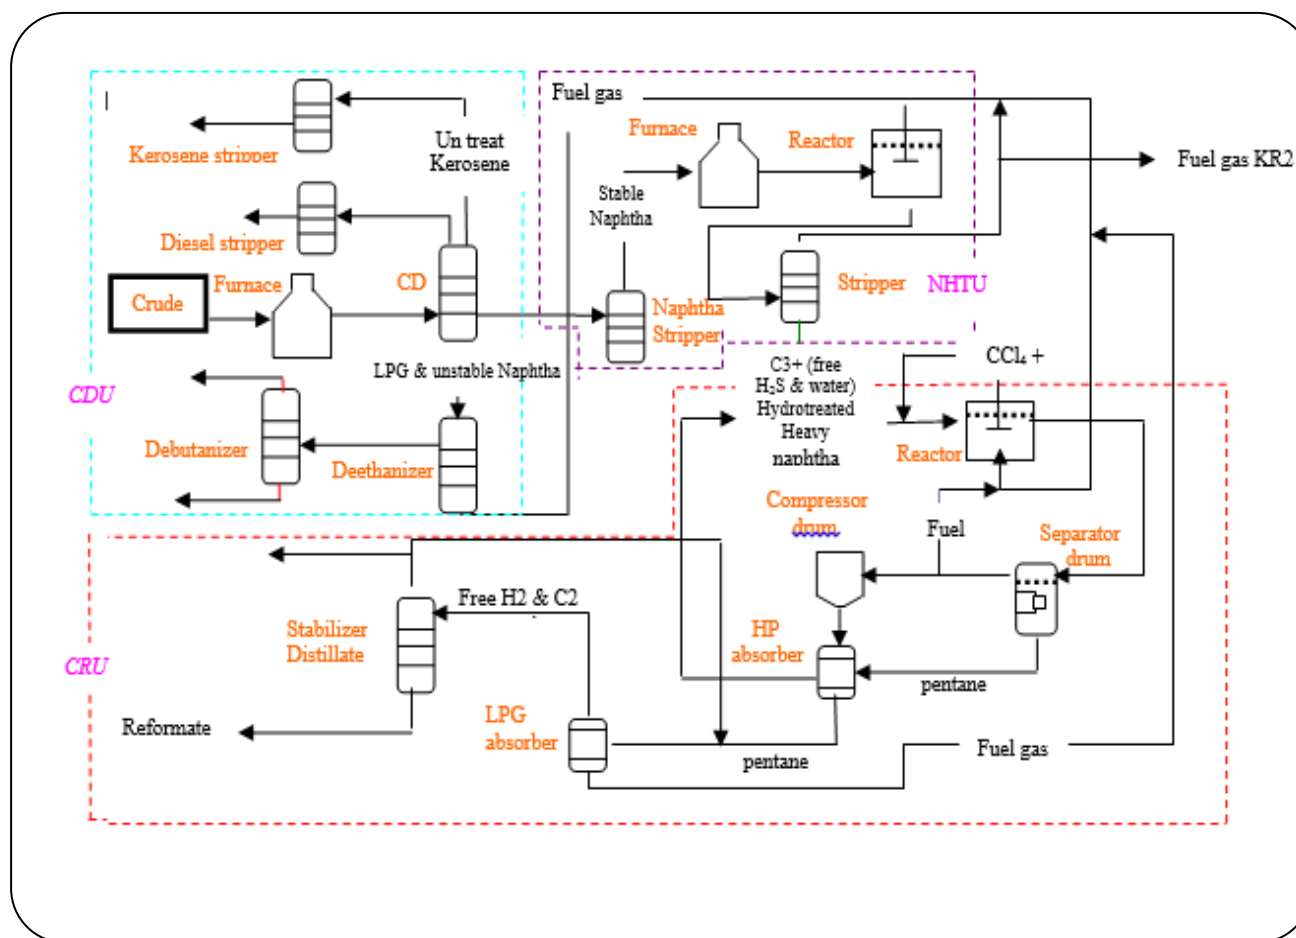 Fuel gas
Furnace
Reactor
Un treat
Kerosene
Kerosene stripper
Fuel gas KR2
Stable
Naphtha
Diesel stripper
Furnace
CD
Stripper
NHTU
Crude
Naphtha
Stripper
LPG & unstable Naphtha
CCl₄ +
C3+ (free
H₂S & water)
Hydrotreated
Heavy
naphtha
CDU
Debutanizer
Deethanizer
Reactor
Compressor
drum
Fuel
Separator
drum
Free H2 & C2
Stabilizer
Distillate
HP
absorber
CRU
pentane
Reformate
LPG
absorber
pentane
Fuel gas